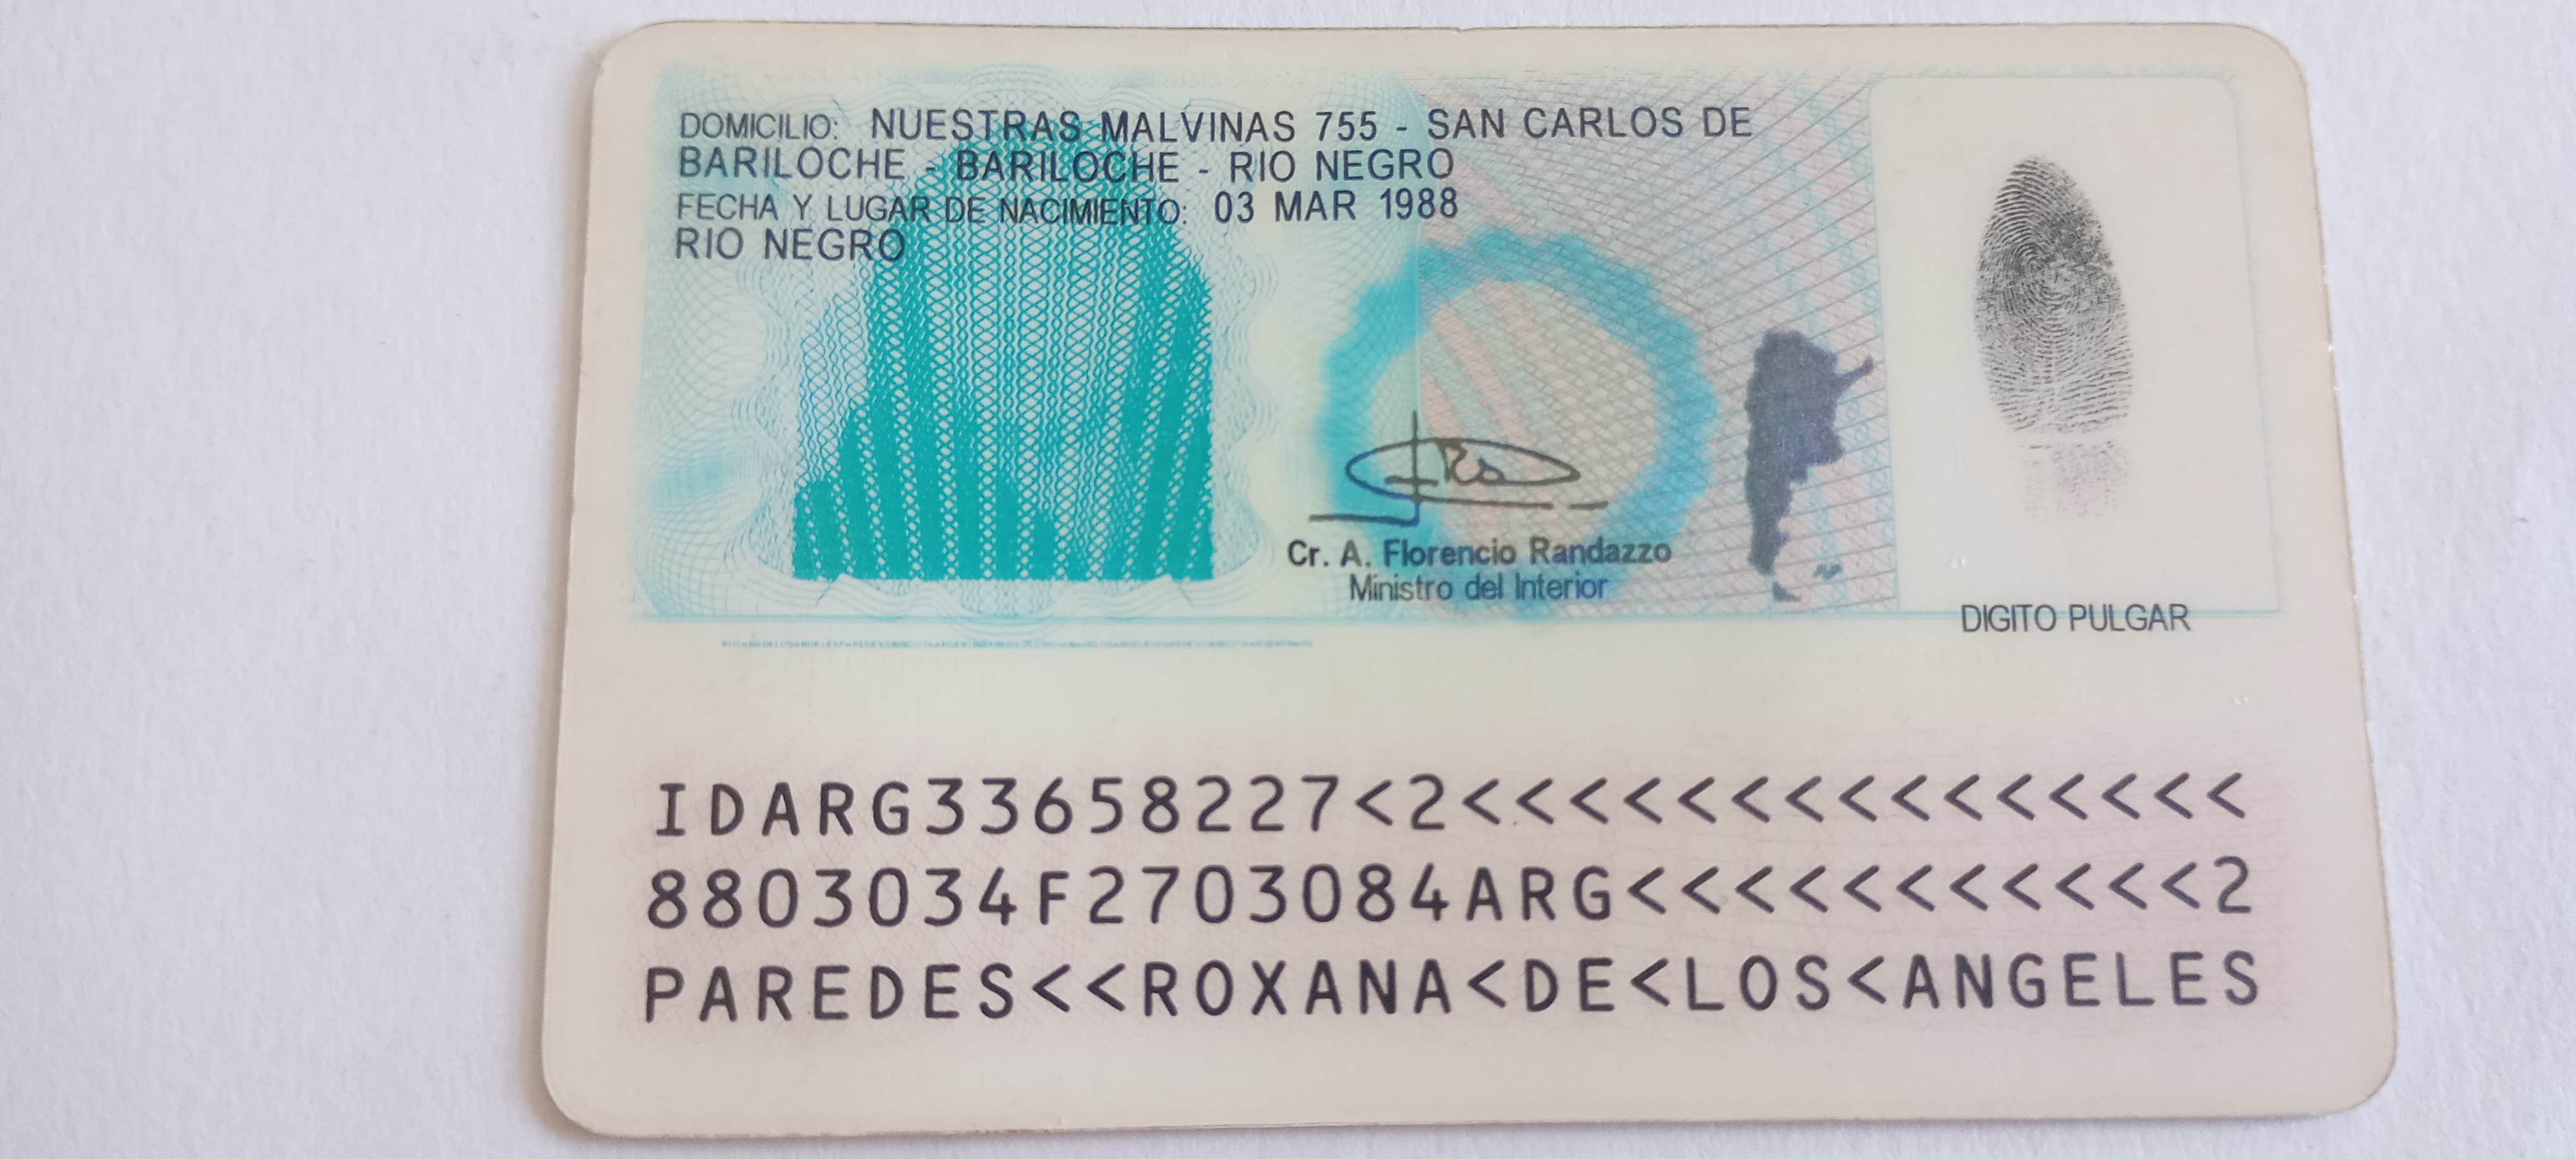 DOMICILIO: NUESTRAS MALVINAS 755 - SAN CARLOS DE
BARILOCHE - BARILOCHE - RIO NEGRO
FECHA Y LUGAR DE NACIMIENTO: 03 MAR 1988
RIO NEGRO
Cr. A. Florencio Randazzo
Ministro del Interior
DIGITO PULGAR
IDARG33658227<2<<<<<<<<<<<<<<<
8803034F2703084ARG<<<<<<<<<<<2
PAREDES<<ROXANA<DE<LOS<ANGELES